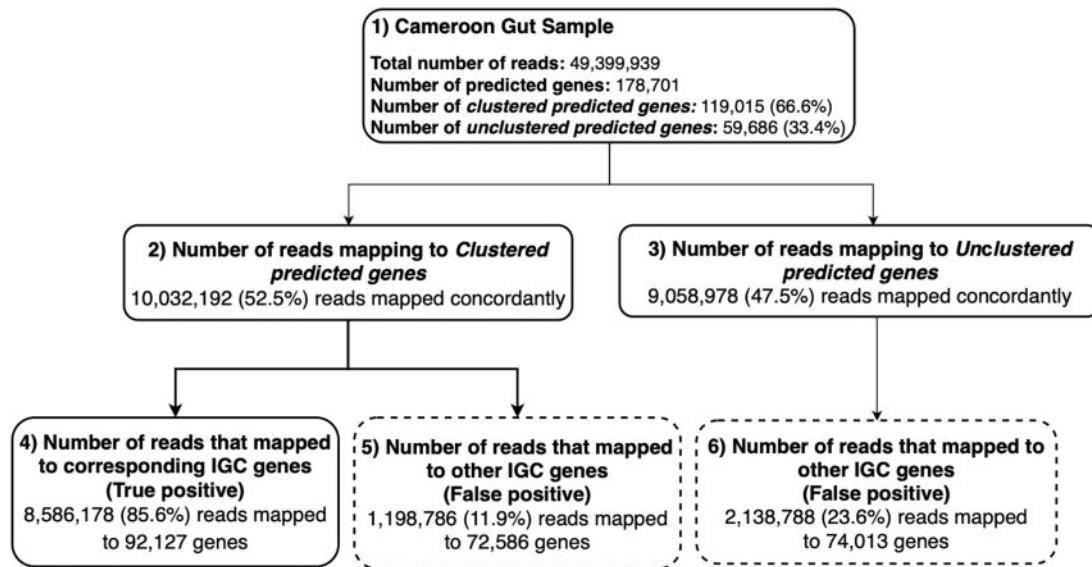 1) Cameroon Gut Sample
Total number of reads: 49,399,939
Number of predicted genes: 178,701
Number of clustered predicted genes: 119,015 (66.6%)
Number of unclustered predicted genes: 59,686 (33.4%)
2) Number of reads mapping to Clustered
predicted genes
10,032,192 (52.5%) reads mapped concordantly
3) Number of reads mapping to Unclustered
predicted genes
9,058,978 (47.5%) reads mapped concordantly
4) Number of reads that mapped
to corresponding IGC genes
(True positive)
8,586,178 (85.6%) reads mapped
to 92,127 genes
5) Number of reads that mapped
to other IGC genes
(False positive)
1,198,786 (11.9%) reads mapped
to 72,586 genes
6) Number of reads that mapped to
other IGC genes
(False positive)
2,138,788 (23.6%) reads mapped
to 74,013 genes